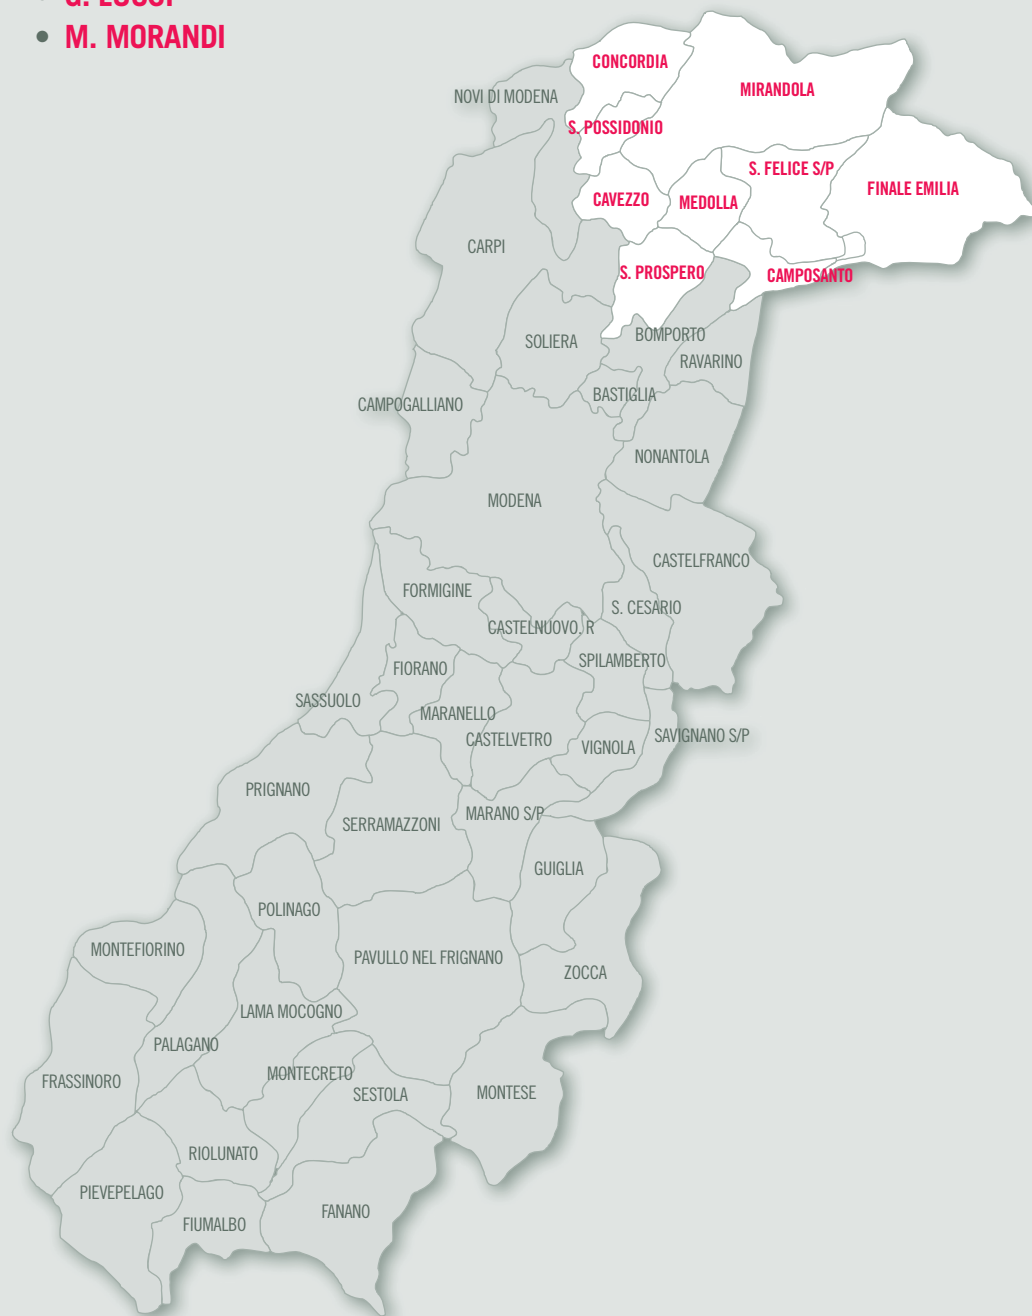 • M. MORANDI
CONCORDIA
MIRANDOLA
NOVI DI MODENA
S. POSSIDONIO
S. FELICE S/P
FINALE EMILIA
CAVEZZO
MEDOLLA
CARPI
S. PROSPERO
CAMPOSANTO
BOMPORTO
SOLIERA
RAVARINO
BASTIGLIA
CAMPOGALLIANO
NONANTOLA
MODENA
CASTELFRANCO
FORMIGINE
S. CESARIO
CASTELNUOVO. R
SPILAMBERTO
FIORANO
SASSUOLO
MARANELLO
CASTELVETRO
SAVIGNANO S/P
VIGNOLA
PRIGNANO
MARANO S/P
SERRAMAZZONI
GUIGLIA
POLINAGO
MONTEFIORINO
PAVULLO NEL FRIGNANO
ZOCCA
LAMA MOCOGNO
PALAGANO
MONTECRETO
FRASSINORO
SESTOLA
MONTESE
RIOLUNATO
PIEVEPELAGO
FANANO
FIUMALBO